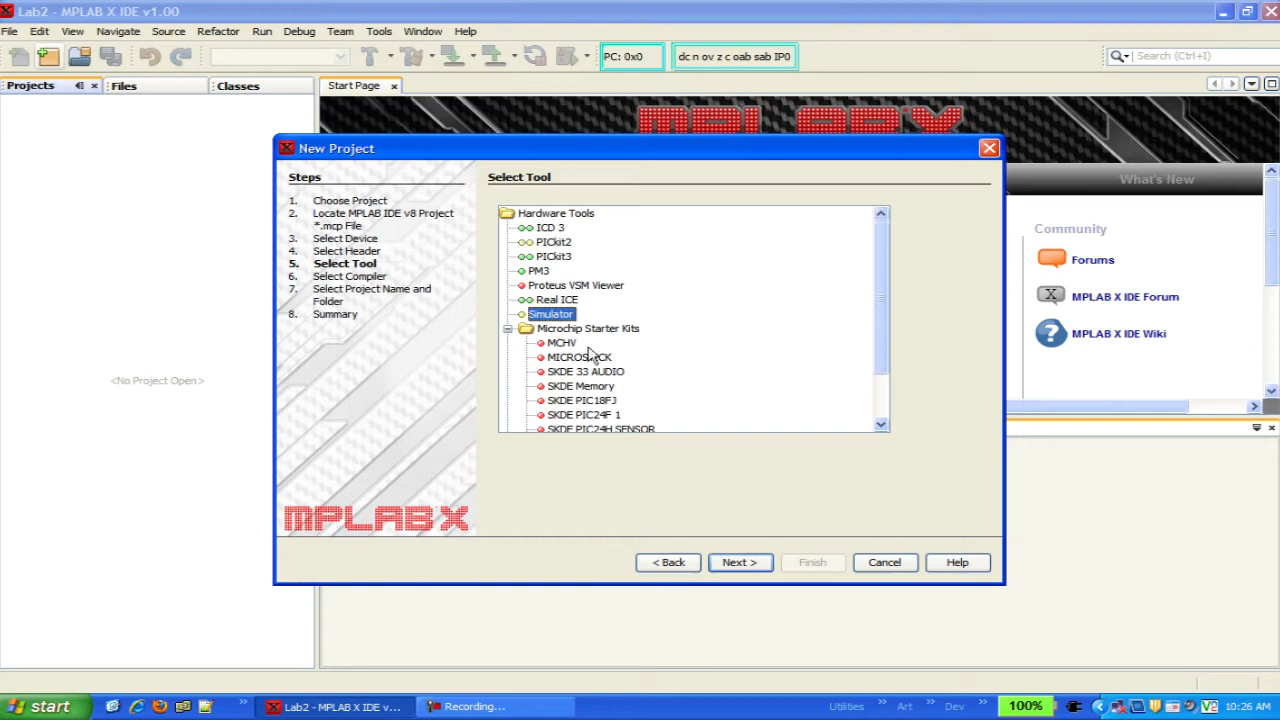 Lab2 - MPLAB X IDE v1.00
File Edit View Navigate Source Refactor Run Debug Team Tools Window Help
PC: 0x0
dc n ov z c oab sab IP0
Search (Ctrl+I)
Projects
Files
Classes
Start Page
MPLAB X
New Project
What's New
Steps
1. Choose Project
2. Locate MPLAB IDE v8 Project
*.mcp File
3. Select Device
4. Select Header
5. Select Tool
6. Select Compiler
7. Select Project Name and
Folder
8. Summary
MPLAB X
Select Tool
Hardware Tools
ICD 3
PICkit2
PICkit3
PM3
Proteus VSM Viewer
Real ICE
Simulator
Microchip Starter Kits
MCHV
SKDE 33 AUDIO
SKDE Memory
SKDE PIC18FJ
SKDE PIC24F 1
SKDE PIC24H SENSOR
< Back
Next >
Finish
Cancel
Help
Community
Forums
MPLAB X IDE Forum
MPLAB X IDE Wiki
<No Project Open>
start
Lab2 - MPLAB X IDE v...
Recording...
Utilities
Art
Dev
100%
10:26 AM